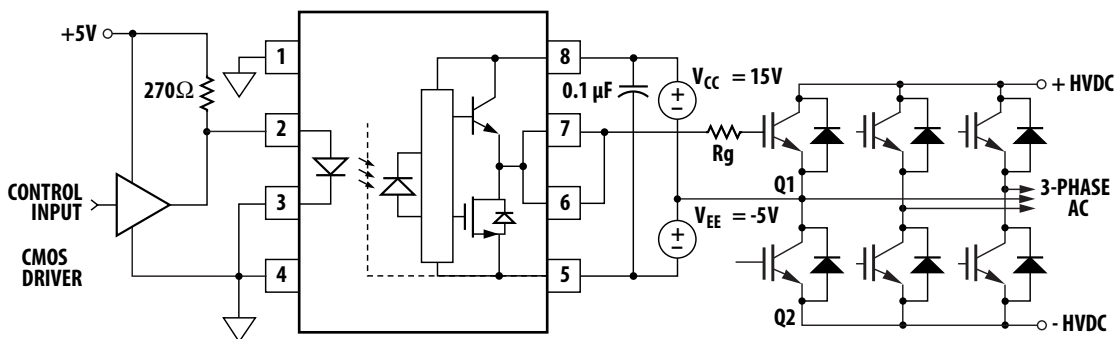 +5V
270Ω
CONTROL
INPUT
CMOS
DRIVER
1
2
3
4
8
7
6
5
0.1 µF
VCC = 15V
Rg
VEE = -5V
Q1
Q2
+ HVDC
3-PHASE
AC
- HVDC